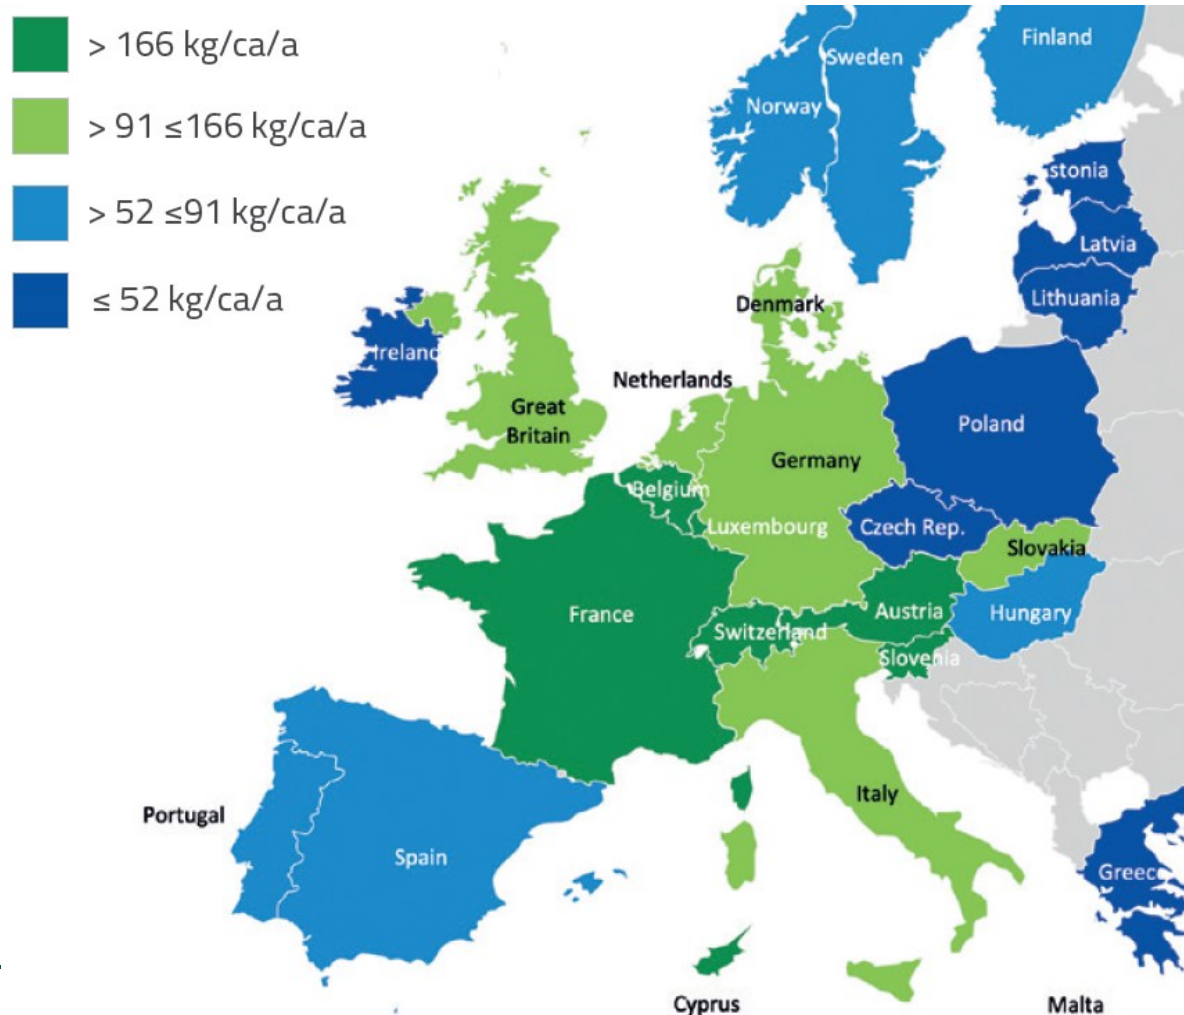 > 166 kg/ca/a
> 91 ≤166 kg/ca/a
> 52 ≤91 kg/ca/a
≤ 52 kg/ca/a
Finland
Sweden
Norway
stonia
Latvia
Lithuania
Denmark
Ireland
Netherlands
Great
Britain
Poland
Germany
Belgium
Luxembourg
Czech Rep.
Slovakia
France
Austria
Hungary
Switzerland
Slovenia
Italy
Portugal
Spain
Greec
Cyprus
Malta